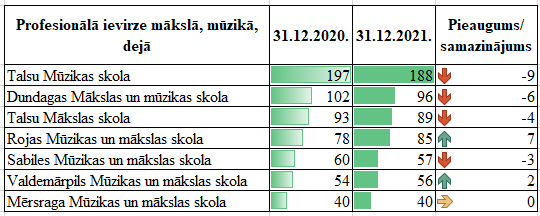 Profesionālā ievirze mākslā, mūzikā, dejā 31.12.2020. 31.12.2021. Pieaugums/ samazinājums
Talsu Mūzikas skola 197 188 -9
Dundagas Mākslas un mūzikas skola 102 96 -6
Talsu Mākslas skola 93 89 -4
Rojas Mūzikas un mākslas skola 78 85 7
Sabiles Mūzikas un mākslas skola 60 57 -3
Valdemārpils Mūzikas un mākslas skola 54 56 2
Mērsraga Mūzikas un mākslas skola 40 40 0